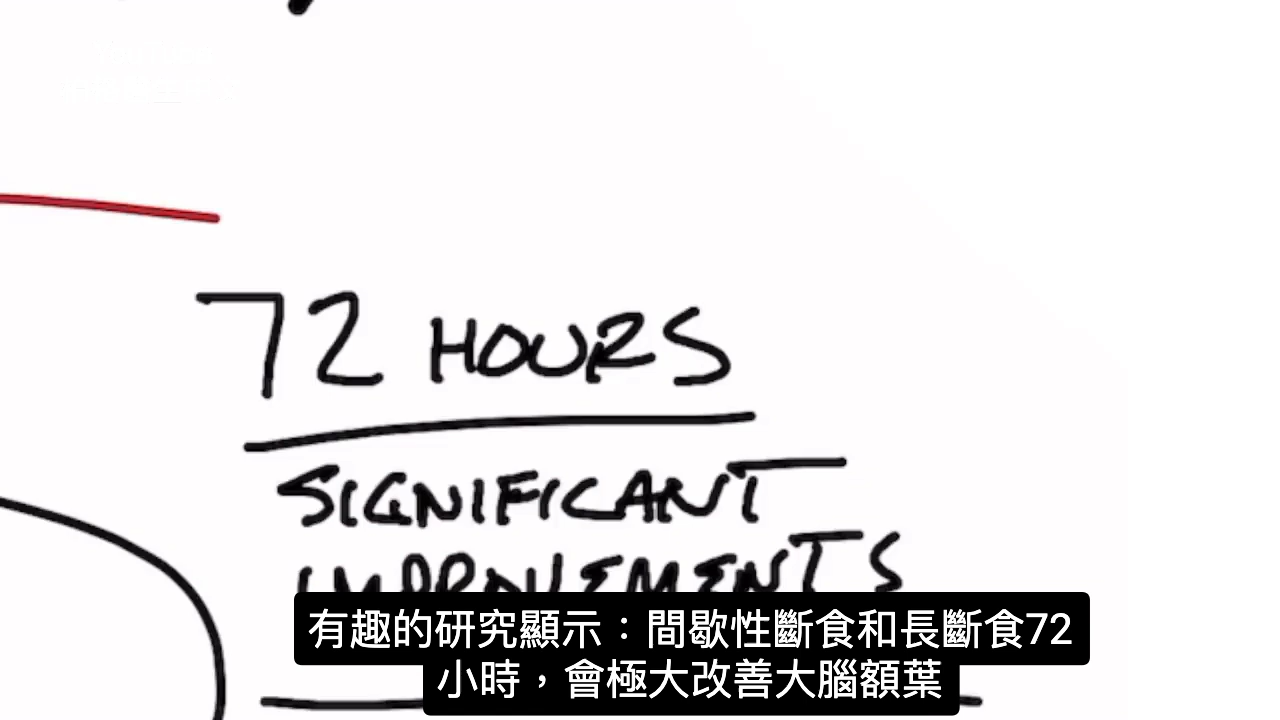 72 HOURS
SIGNIFICANT
IMPROVEMENTS
有趣的研究顯示：間歇性斷食和長斷食72
小時，會極大改善大腦額葉